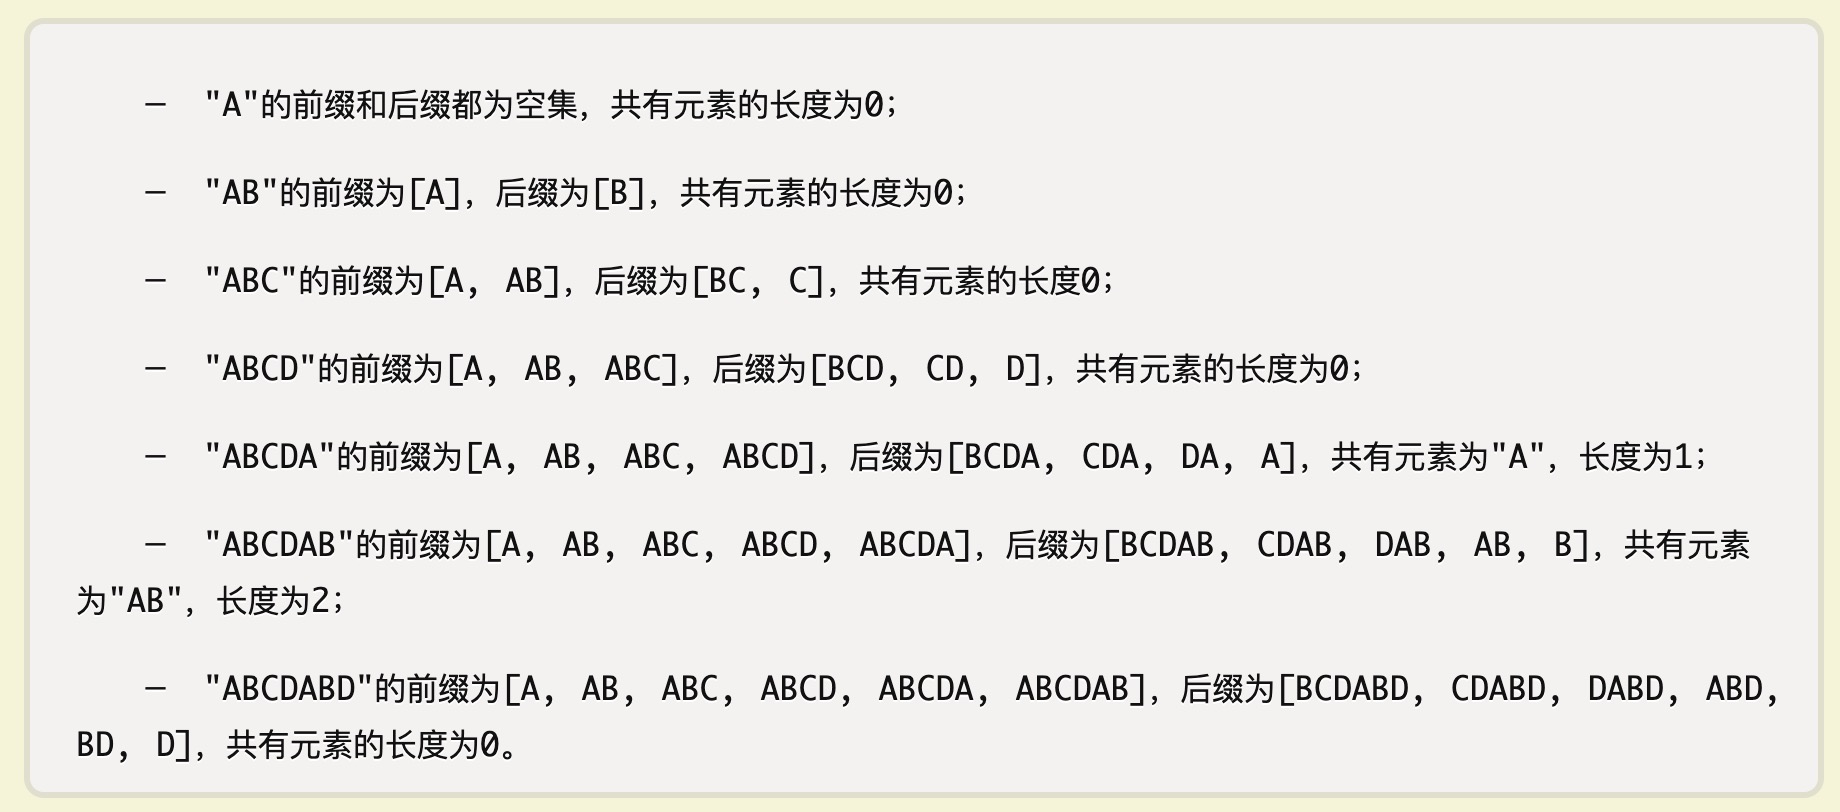 － "A"的前缀和后缀都为空集，共有元素的长度为0；
－ "AB"的前缀为[A]，后缀为[B]，共有元素的长度为0；
－ "ABC"的前缀为[A, AB]，后缀为[BC, C]，共有元素的长度0；
－ "ABCD"的前缀为[A, AB, ABC]，后缀为[BCD, CD, D]，共有元素的长度为0；
－ "ABCDA"的前缀为[A, AB, ABC, ABCD]，后缀为[BCDA, CDA, DA, A]，共有元素为"A"，长度为1；
－ "ABCDAB"的前缀为[A, AB, ABC, ABCD, ABCDA]，后缀为[BCDAB, CDAB, DAB, AB, B]，共有元素
为"AB"，长度为2；
－ "ABCDABD"的前缀为[A, AB, ABC, ABCD, ABCDA, ABCDAB]，后缀为[BCDABD, CDABD, DABD, ABD,
BD, D]，共有元素的长度为0。